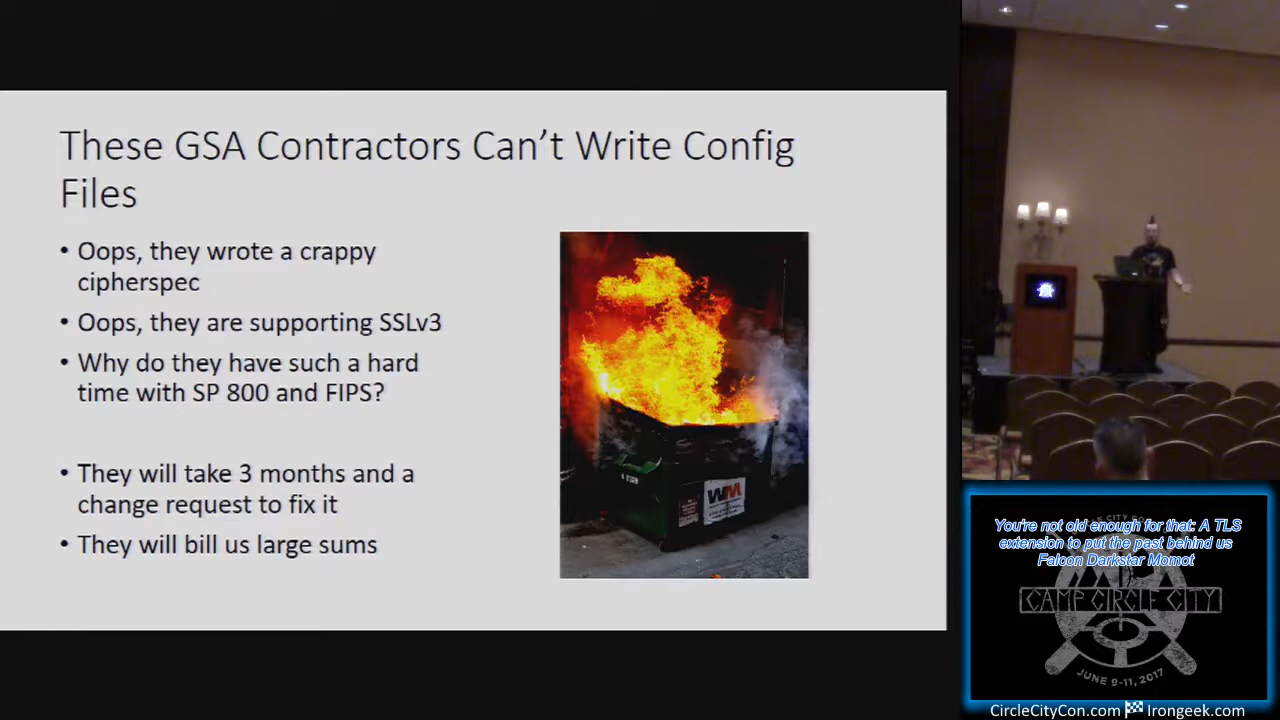 These GSA Contractors Can't Write Config
Files
• Oops, they wrote a crappy
cipherspec
• Oops, they are supporting SSLv3
• Why do they have such a hard
time with SP 800 and FIPS?
• They will take 3 months and a
change request to fix it
• They will bill us large sums
WM
You're not old enough for that: A TLS
extension to put the past behind us
Falcon Darkstar Momot
CAMP CIRCLE CITY
JUNE 9-11, 2017
CircleCityCon.com Irongeek.com